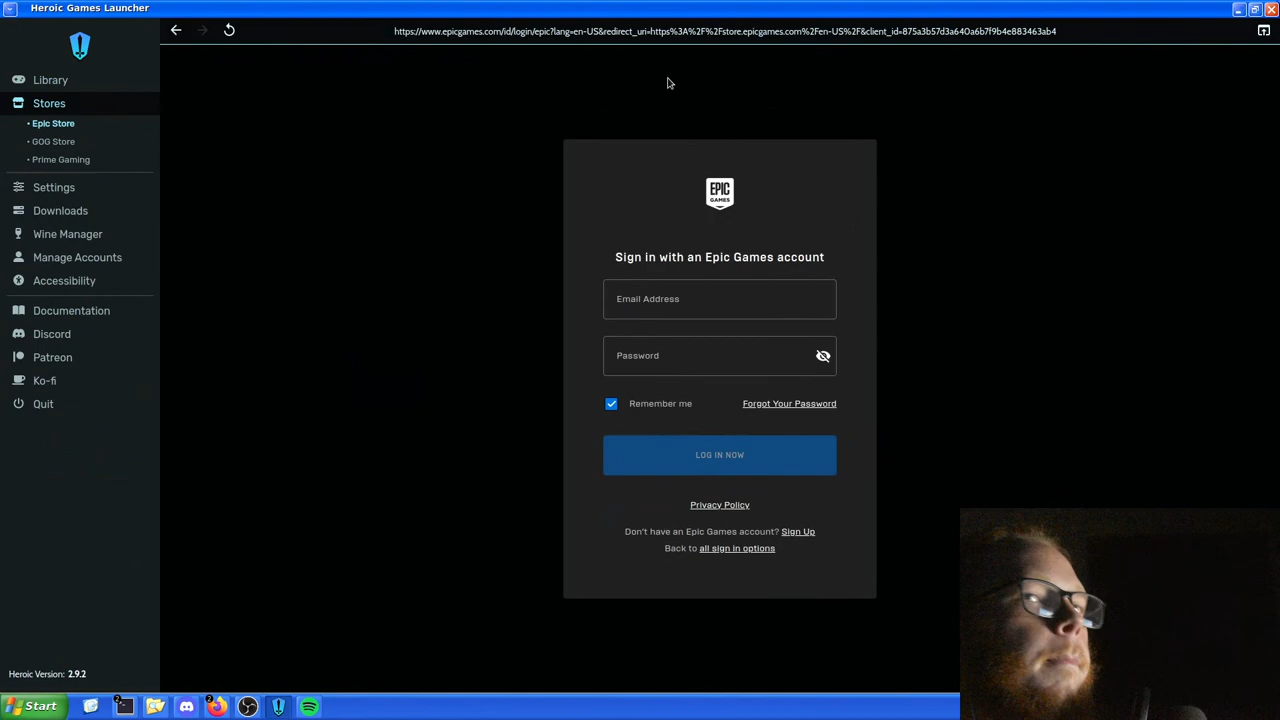 Heroic Games Launcher
https://www.epicgames.com/id/login/epic?lang=en-US&redirect_uri=https%3A%2F%2Fstore.epicgames.com%2Fen-US%2F&client_id=875a3b57d3a640a6b7f9b4e883463ab4
Library
Stores
• Epic Store
• GOG Store
• Prime Gaming
Settings
Downloads
Wine Manager
Manage Accounts
Accessibility
Documentation
Discord
Patreon
Ko-fi
Quit
Heroic Version: 2.9.2
EPIC
GAMES
Sign in with an Epic Games account
Email Address
Password
Remember me
Forgot Your Password
LOG IN NOW
Privacy Policy
Don't have an Epic Games account? Sign Up
Back to all sign in options
Start
2
2